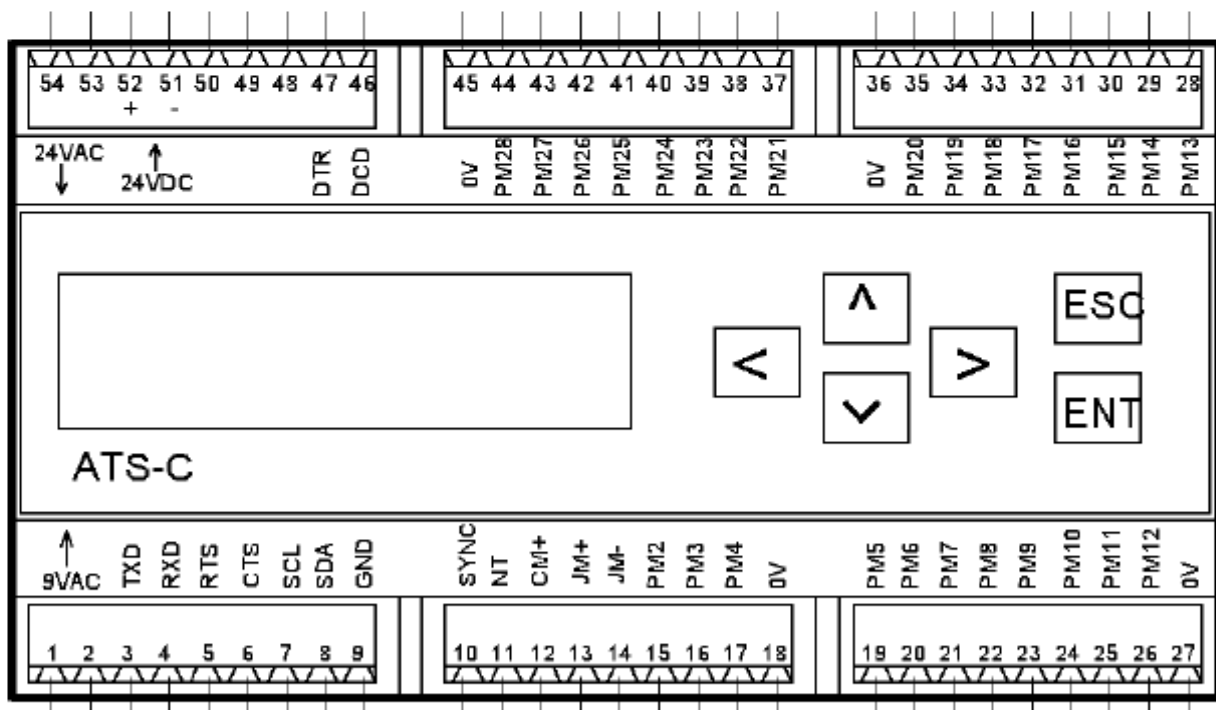 54 53 52 51 50 49 48 47 46 45 44 43 42 41 40 39 38 37 36 35 34 33 32 31 30 29 28
+ -
24VAC 24VDC DTR DCD 0V PM28 PM27 PM26 PM25 PM24 PM23 PM22 PM21 0V PM20 PM19 PM18 PM17 PM16 PM15 PM14 PM13
^ ESC
< >
v ENT
ATS-C
9VAC TXD RXD RTS CTS SCL SDA GND SYNC NT CM+ JM+ JM- PM2 PM3 PM4 0V PM5 PM6 PM7 PM8 PM9 PM10 PM11 PM12 0V
1 2 3 4 5 6 7 8 9 10 11 12 13 14 15 16 17 18 19 20 21 22 23 24 25 26 27